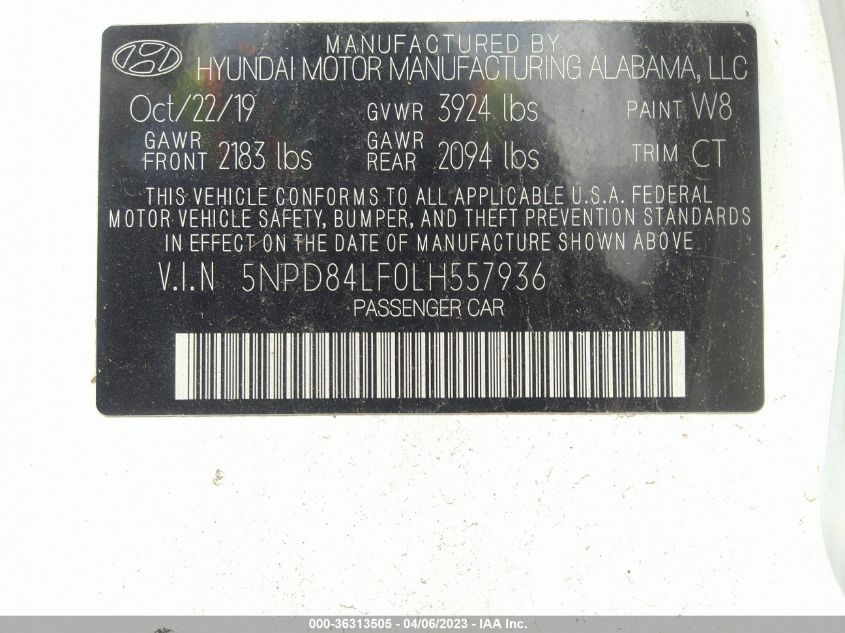 MANUFACTURED BY
HYUNDAI MOTOR MANUFACTURING ALABAMA, LLC
Oct/22/19 GVWR 3924 lbs PAINT W8
GAWR FRONT 2183 lbs GAWR REAR 2094 lbs TRIM CT
THIS VEHICLE CONFORMS TO ALL APPLICABLE U.S.A. FEDERAL
MOTOR VEHICLE SAFETY, BUMPER, AND THEFT PREVENTION STANDARDS
IN EFFECT ON THE DATE OF MANUFACTURE SHOWN ABOVE
V.I.N 5NPD84LF0LH557936
PASSENGER CAR
000-36313505 - 04/06/2023 - IAA Inc.